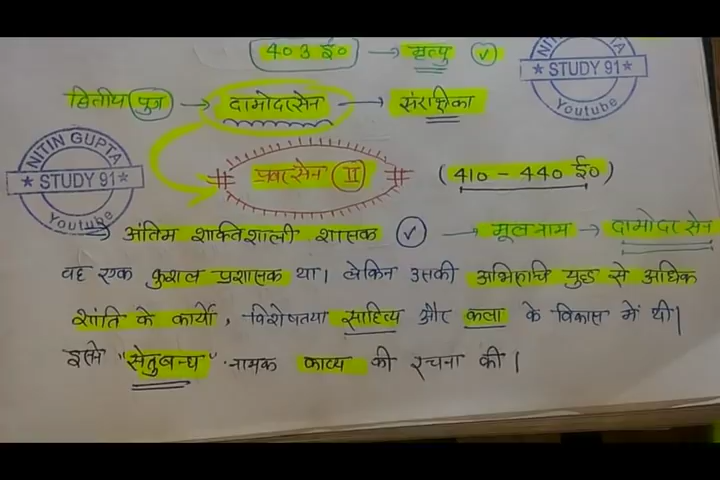 403 ई० → मृत्यु ✓
NITIN GUPTA
★ STUDY 91 ★
Youtube
द्वितीय पुत्र → दामोदरसेन → संरक्षिका
NITIN GUPTA
★ STUDY 91 ★
Youtube
प्रवरसेन II (410 - 440 ई०)
→ अंतिम शक्तिशाली शासक ✓ → मूलनाम → दामोदर सेन
वह एक कुशल प्रशासक था। लेकिन उसकी अभिरुचि युद्ध से अधिक
शांति के कार्यो, विशेषतया साहित्य और कला के विकास में थी।
इसने "सेतुबन्ध" नामक काव्य की रचना की।